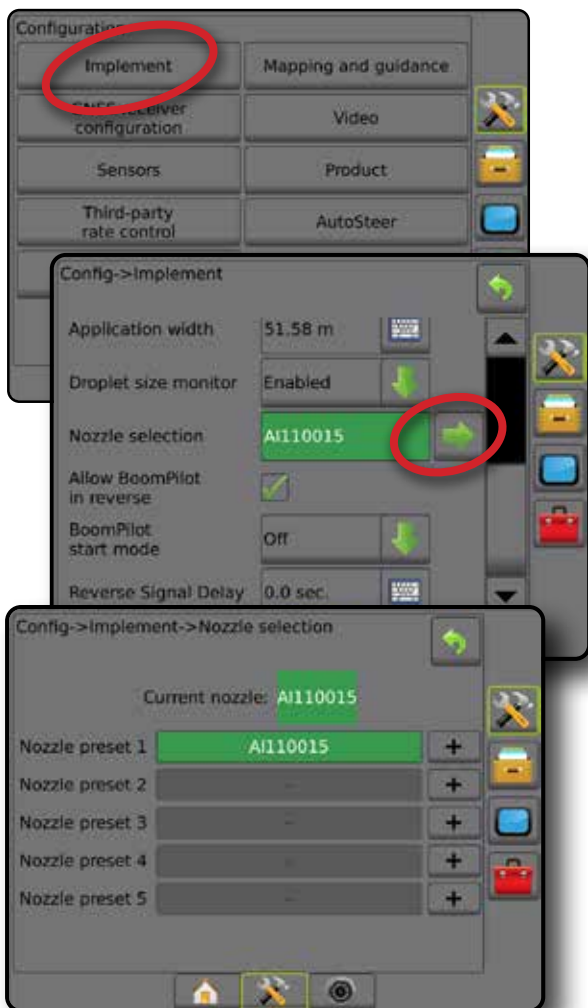 Configuration
Implement
Mapping and guidance
GNSS receiver
configuration
Video
Sensors
Product
Third-party
rate control
AutoSteer
Config->Implement
Application width
51.58 m
Droplet size monitor
Enabled
Nozzle selection
AI110015
Allow BoomPilot
in reverse
BoomPilot
start mode
Off
Reverse Signal Delay
0.0 sec.
Config->Implement->Nozzle selection
Current nozzle: AI110015
Nozzle preset 1
AI110015
+
Nozzle preset 2
–
+
Nozzle preset 3
–
+
Nozzle preset 4
–
+
Nozzle preset 5
–
+